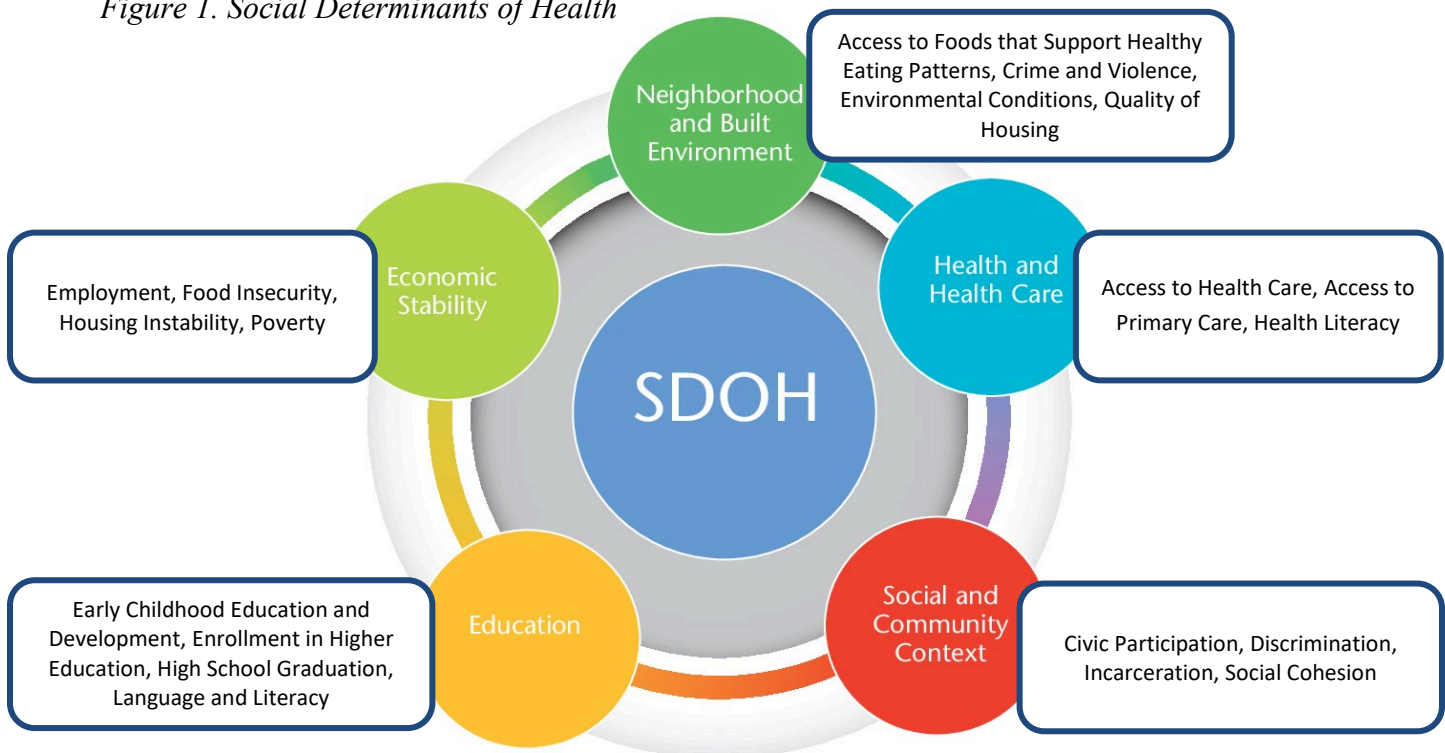 Figure 1. Social Determinants of Health
Neighborhood
and Built
Environment
Access to Foods that Support Healthy
Eating Patterns, Crime and Violence,
Environmental Conditions, Quality of
Housing
Economic
Stability
Employment, Food Insecurity,
Housing Instability, Poverty
Health and
Health Care
Access to Health Care, Access to
Primary Care, Health Literacy
SDOH
Education
Early Childhood Education and
Development, Enrollment in Higher
Education, High School Graduation,
Language and Literacy
Social and
Community
Context
Civic Participation, Discrimination,
Incarceration, Social Cohesion